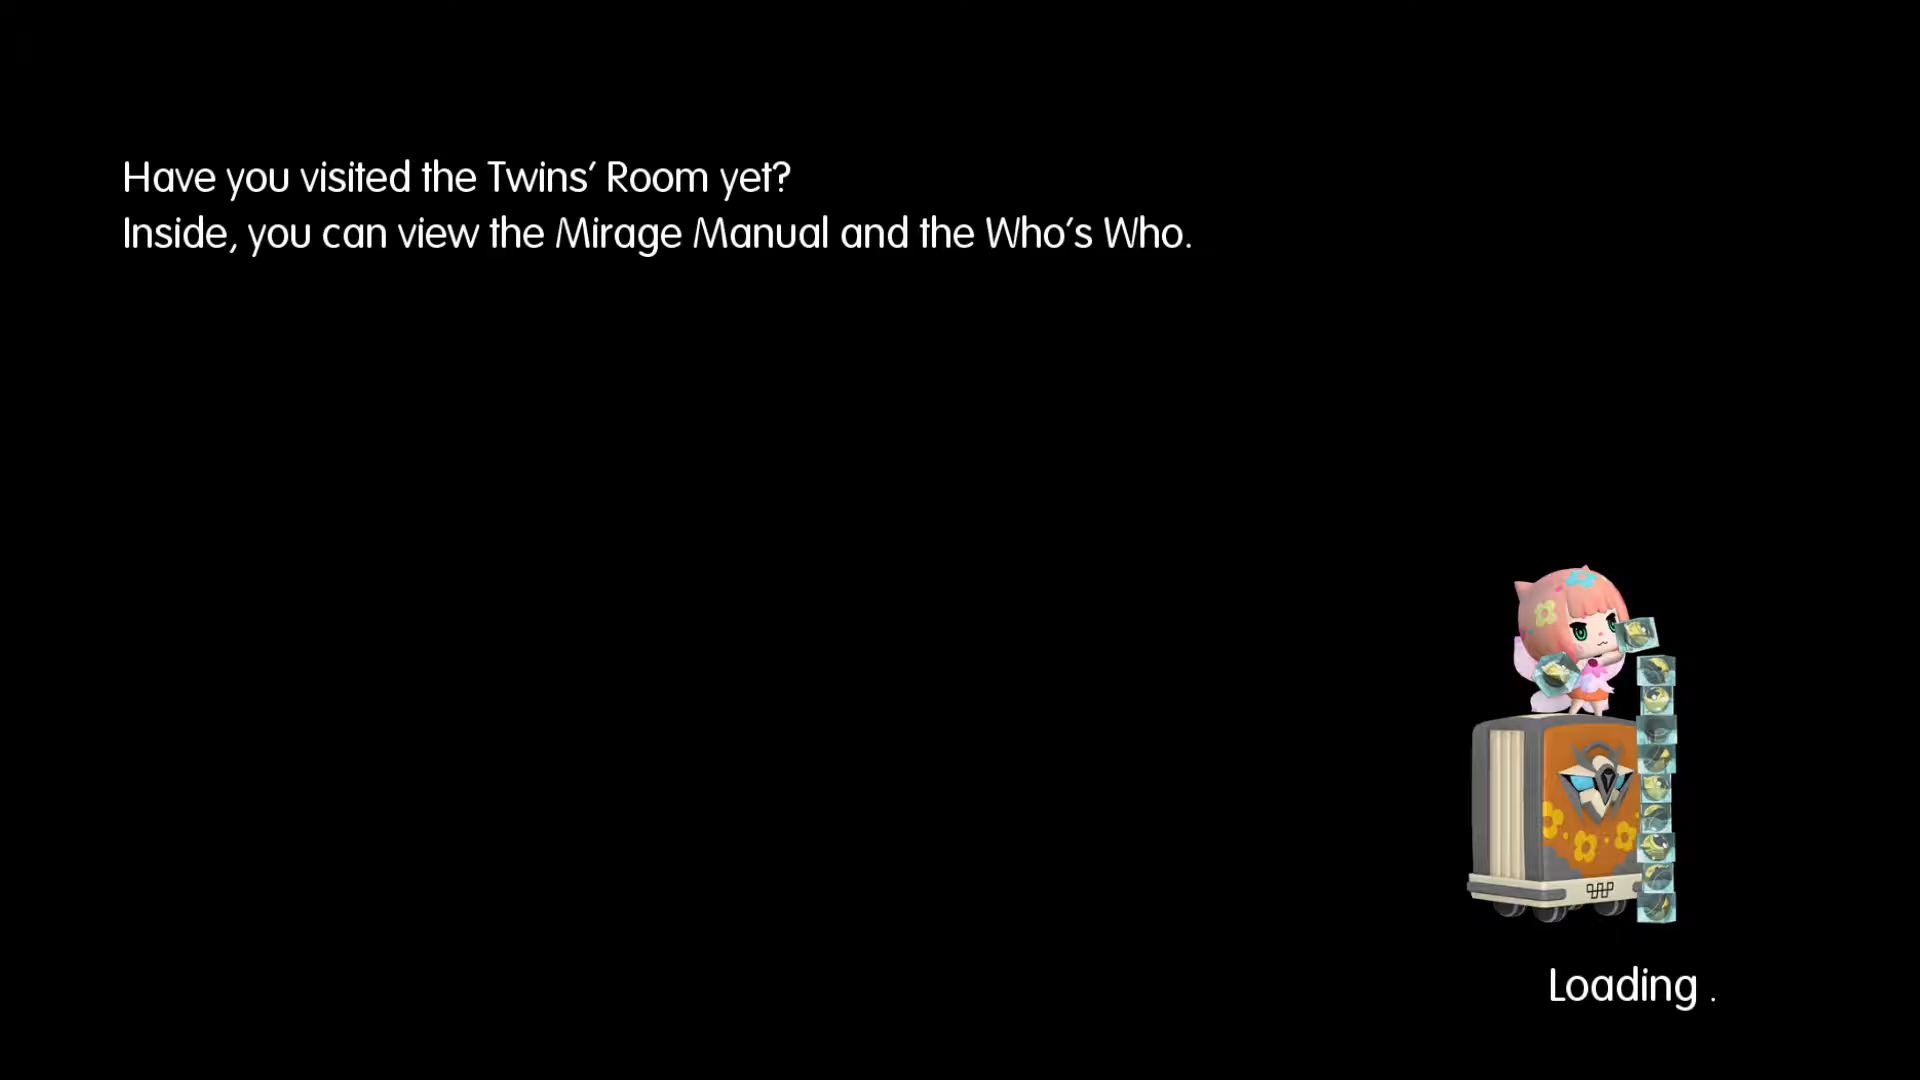 Have you visited the Twins' Room yet?
Inside, you can view the Mirage Manual and the Who's Who.
Loading .